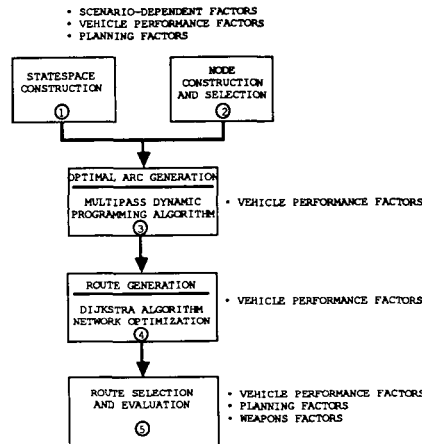 • SCENARIO-DEPENDENT FACTORS
• VEHICLE PERFORMANCE FACTORS
• PLANNING FACTORS
STATESPACE
CONSTRUCTION
1
NODE
CONSTRUCTION
AND SELECTION
2
OPTIMAL ARC GENERATION
MULTIPASS DYNAMIC
PROGRAMMING ALGORITHM
3
• VEHICLE PERFORMANCE FACTORS
ROUTE GENERATION
DIJKSTRA ALGORITHM
NETWORK OPTIMIZATION
4
• VEHICLE PERFORMANCE FACTORS
ROUTE SELECTION
AND EVALUATION
5
• VEHICLE PERFORMANCE FACTORS
• PLANNING FACTORS
• WEAPONS FACTORS